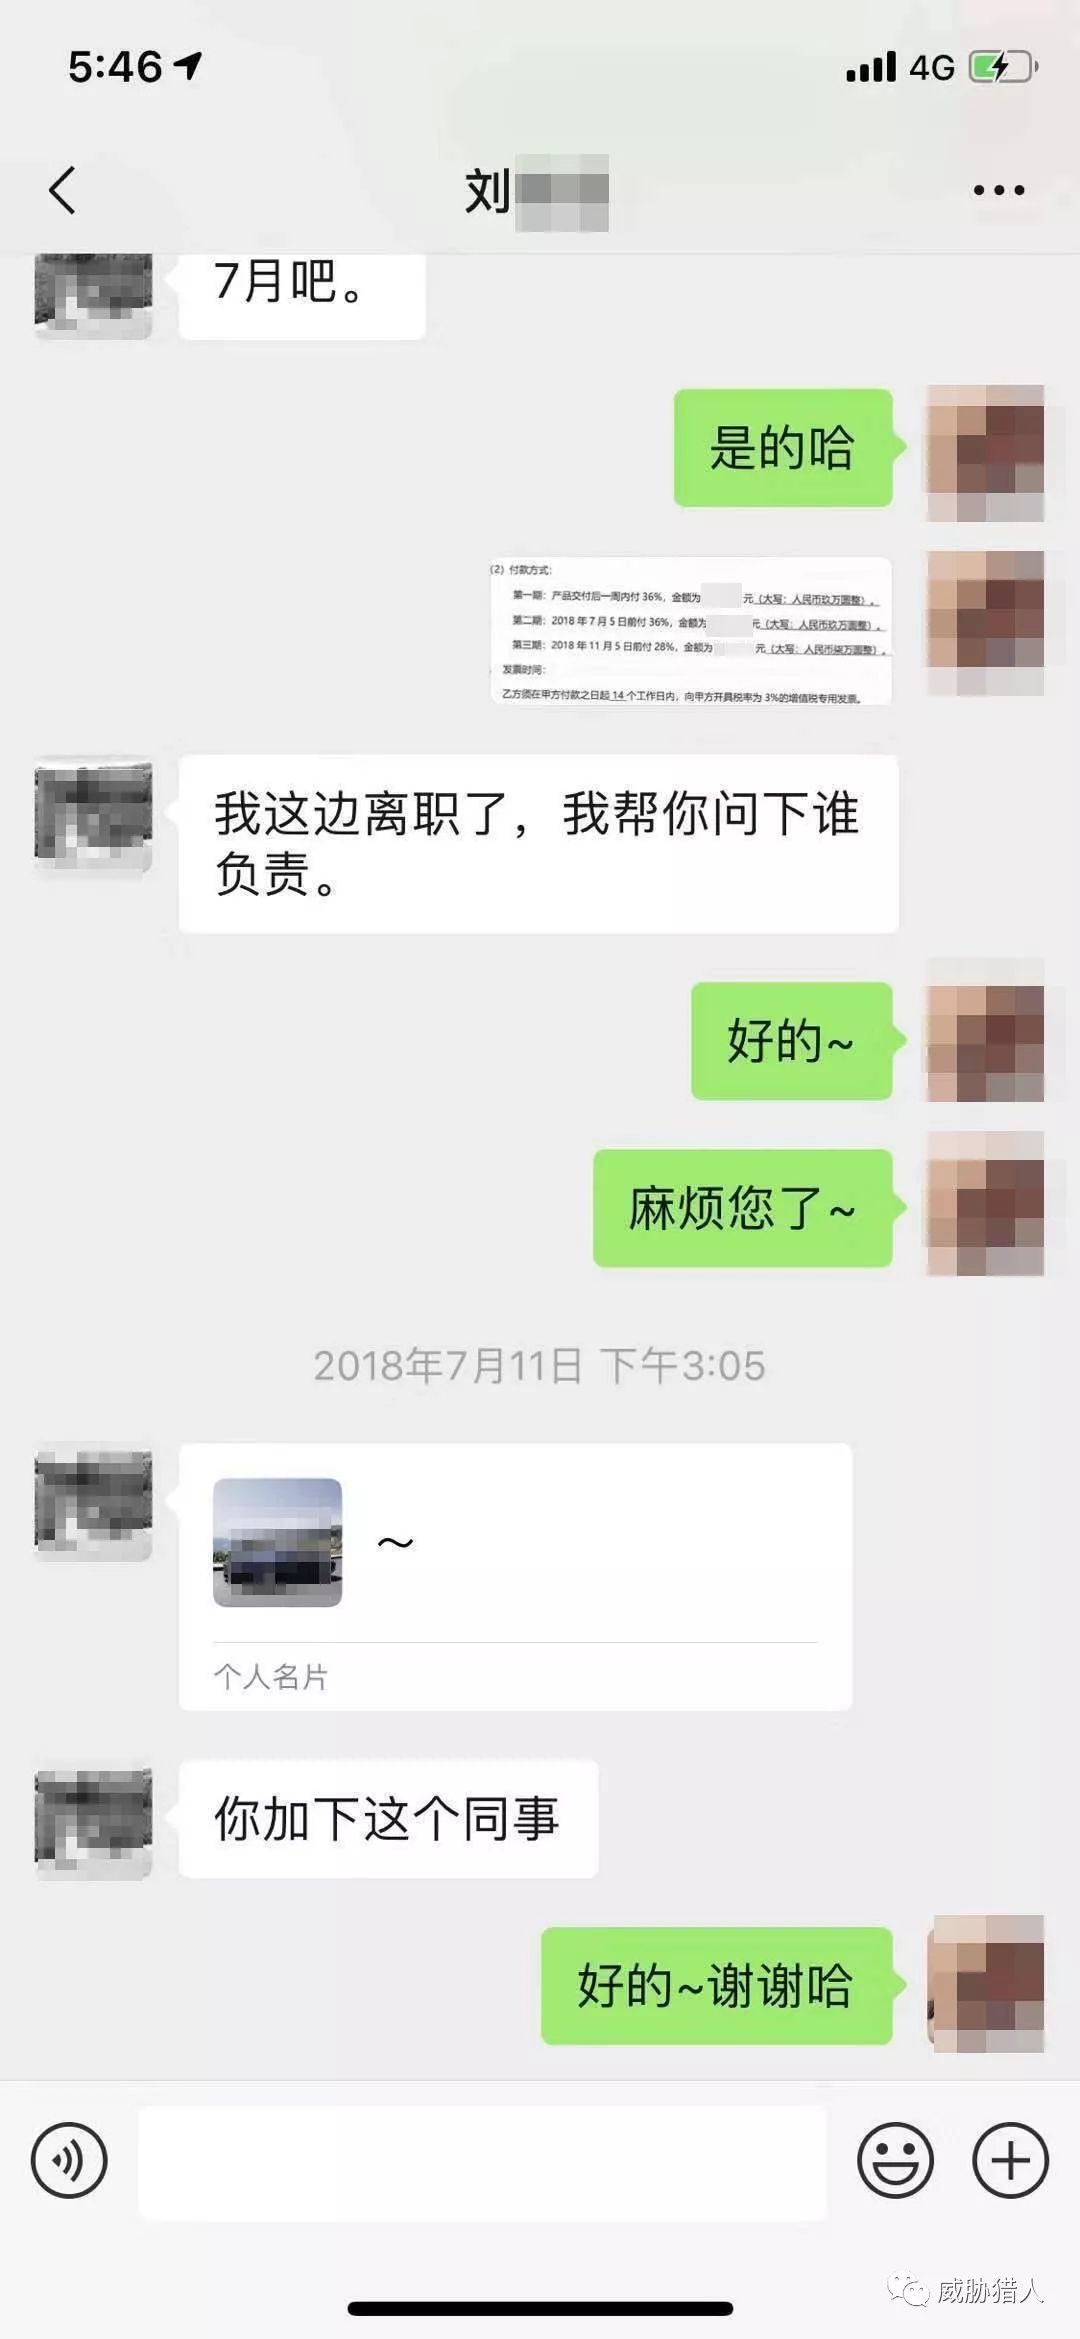 5:46
4G
刘
7月吧。
是的哈
(2) 付款方式:
第一期: 产品交付后一周内付 36%, 金额为 元 (大写: 人民币玖万圆整) 。
第二期: 2018 年 7 月 5 日前付 36%, 金额为 元 (大写: 人民币玖万圆整) 。
第三期: 2018 年 11 月 5 日前付 28%, 金额为 元 (大写: 人民币柒万圆整) 。
发票时间:
乙方须在甲方付款之日起 14 个工作日内, 向甲方开具税率为 3%的增值税专用发票。
我这边离职了，我帮你问下谁
负责。
好的~
麻烦您了~
2018年7月11日 下午3:05
～
个人名片
你加下这个同事
好的~谢谢哈
威胁猎人